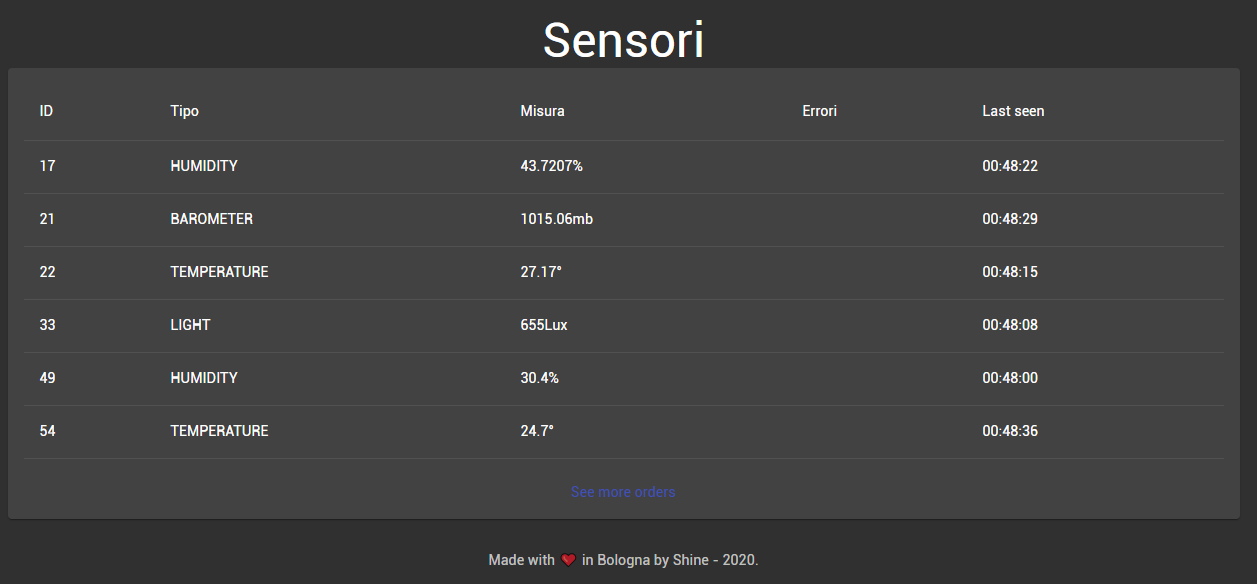 Sensori
ID Tipo Misura Errori Last seen
17 HUMIDITY 43.7207% 00:48:22
21 BAROMETER 1015.06mb 00:48:29
22 TEMPERATURE 27.17° 00:48:15
33 LIGHT 655Lux 00:48:08
49 HUMIDITY 30.4% 00:48:00
54 TEMPERATURE 24.7° 00:48:36
See more orders
Made with ❤ in Bologna by Shine - 2020.